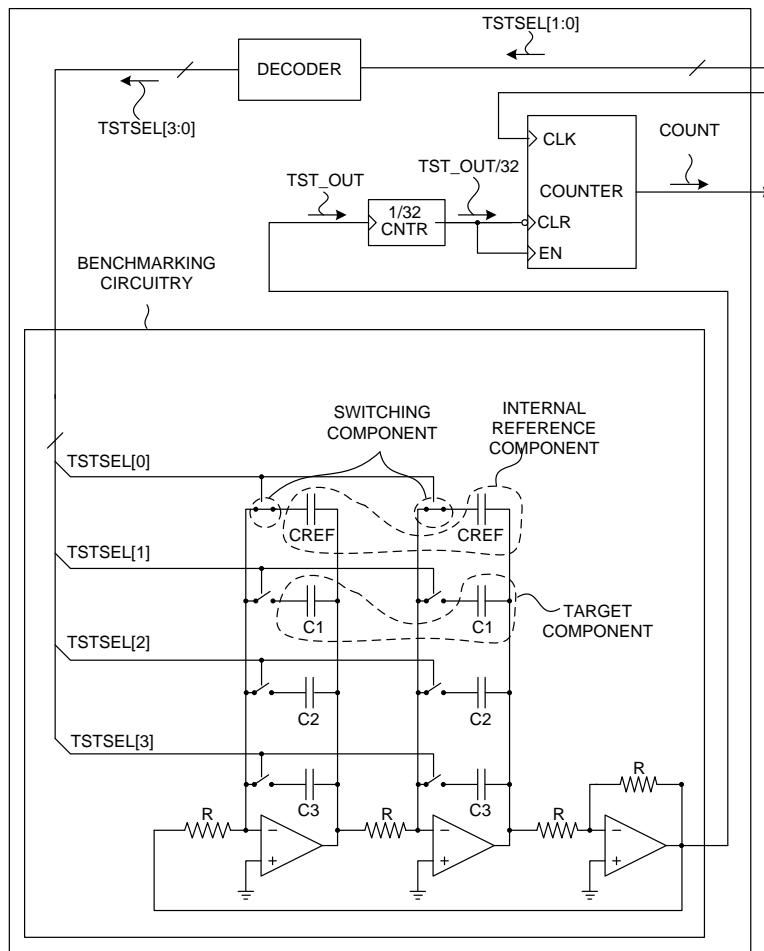 TSTSEL[1:0]
DECODER
TSTSEL[3:0]
CLK
COUNT
TST_OUT
TST_OUT/32
COUNTER
1/32
CNTR
CLR
EN
BENCHMARKING
CIRCUITRY
SWITCHING
COMPONENT
INTERNAL
REFERENCE
COMPONENT
TSTSEL[0]
CREF
CREF
TSTSEL[1]
C1
C1
TARGET
COMPONENT
TSTSEL[2]
C2
C2
TSTSEL[3]
C3
C3
R
R
R
R
−
+
−
+
−
+